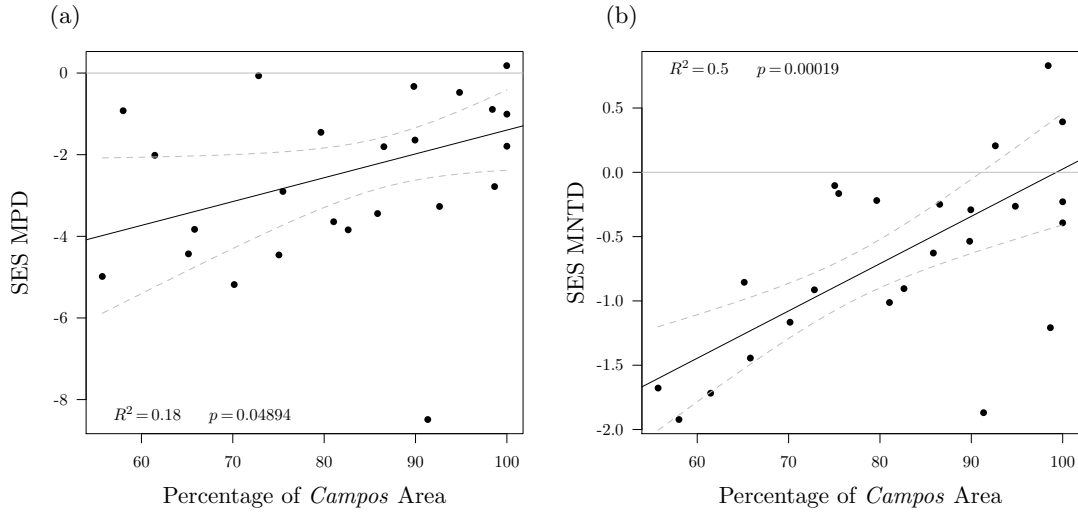 (a)
SES MPD
0
-2
-4
-6
-8
R² = 0.18 p = 0.04894
60 70 80 90 100
Percentage of Campos Area
(b)
SES MNTD
R² = 0.5 p = 0.00019
0.5
0.0
-0.5
-1.0
-1.5
-2.0
60 70 80 90 100
Percentage of Campos Area